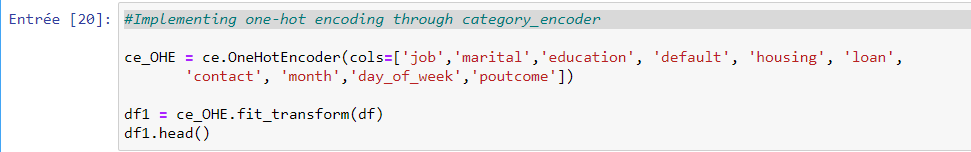 Entrée [20]: #Implementing one-hot encoding through category_encoder
ce_OHE = ce.OneHotEncoder(cols=['job','marital','education', 'default', 'housing', 'loan',
'contact', 'month','day_of_week','poutcome'])
df1 = ce_OHE.fit_transform(df)
df1.head()